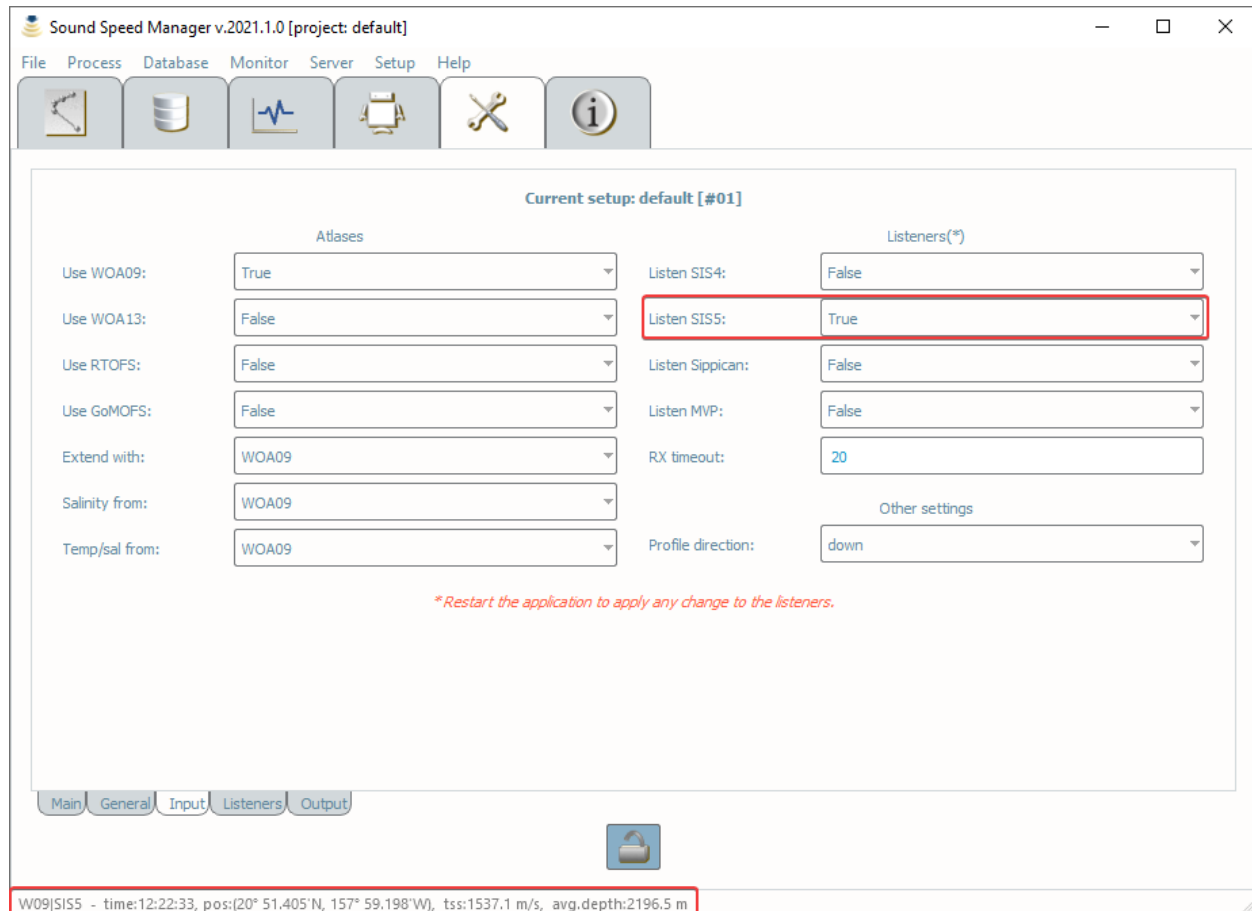 Sound Speed Manager v.2021.1.0 [project: default]
File Process Database Monitor Server Setup Help
Current setup: default [#01]
Atlases
Use WOA09: True
Use WOA13: False
Use RTOFS: False
Use GoMOFS: False
Extend with: WOA09
Salinity from: WOA09
Temp/sal from: WOA09
Listeners(*)
Listen SIS4: False
Listen SIS5: True
Listen Sippican: False
Listen MVP: False
RX timeout: 20
Other settings
Profile direction: down
*Restart the application to apply any change to the listeners.
Main General Input Listeners Output
W09|SIS5 - time:12:22:33, pos:(20° 51.405'N, 157° 59.198'W), tss:1537.1 m/s, avg.depth:2196.5 m